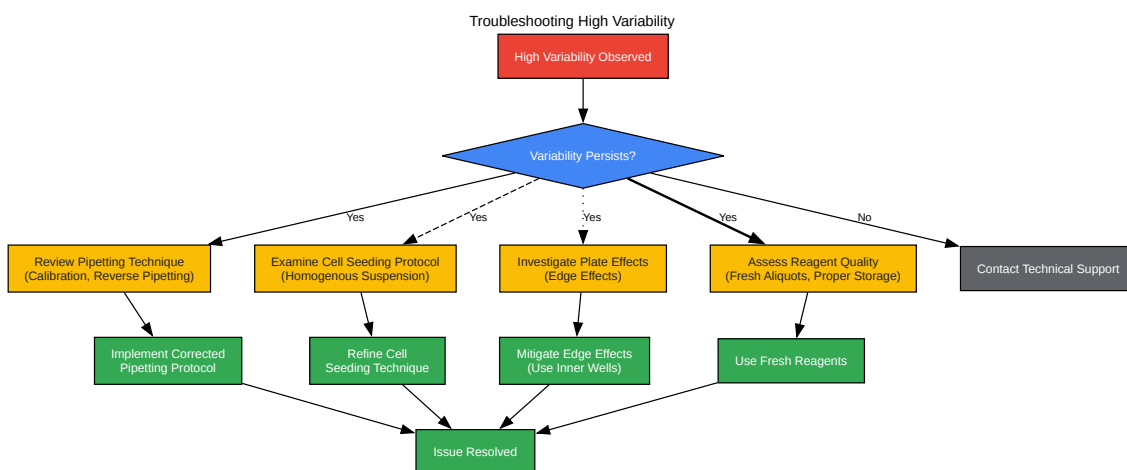 Troubleshooting High Variability
High Variability Observed
Variability Persists?
Yes
Yes
Yes
Yes
No
Review Pipetting Technique
(Calibration, Reverse Pipetting)
Examine Cell Seeding Protocol
(Homogenous Suspension)
Investigate Plate Effects
(Edge Effects)
Assess Reagent Quality
(Fresh Aliquots, Proper Storage)
Contact Technical Support
Implement Corrected
Pipetting Protocol
Refine Cell
Seeding Technique
Mitigate Edge Effects
(Use Inner Wells)
Use Fresh Reagents
Issue Resolved